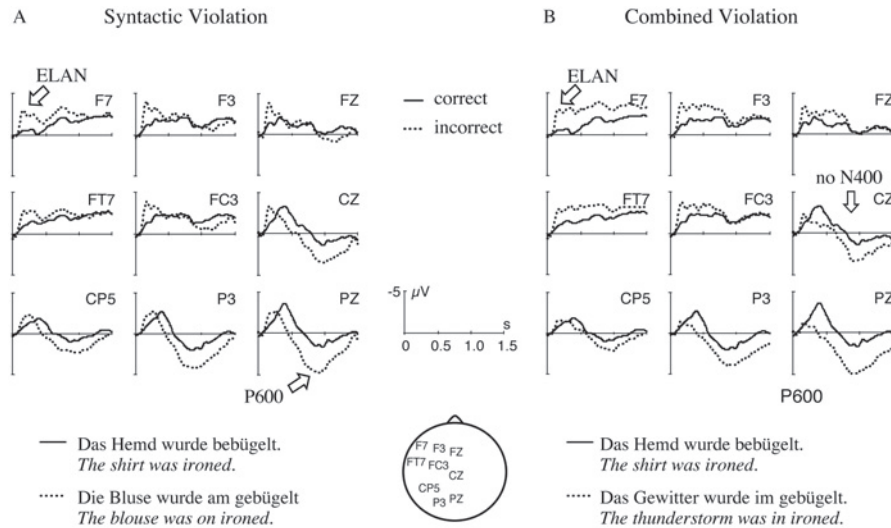 A Syntactic Violation
ELAN
F7
F3
FZ
FT7
FC3
CZ
CP5
P3
PZ
P600
correct
incorrect
-5 µV
s
0 0.5 1.0 1.5
B Combined Violation
ELAN
F7
F3
FZ
no N400
FT7
FC3
CZ
CP5
P3
PZ
P600
Das Hemd wurde bebügelt.
The shirt was ironed.
Die Bluse wurde am gebügelt
The blouse was on ironed.
F7 F3 FZ
FT7 FC3
CZ
CP5
P3 PZ
Das Hemd wurde bebügelt.
The shirt was ironed.
Das Gewitter wurde im gebügelt.
The thunderstorm was in ironed.